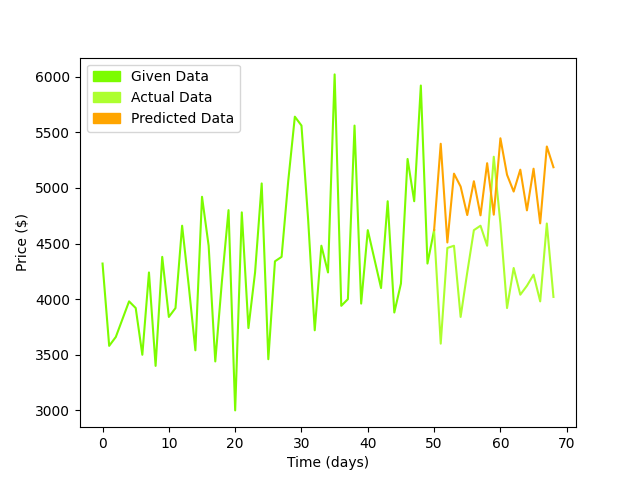 Given Data
Actual Data
Predicted Data
6000
5500
5000
4500
4000
3500
3000
Price ($)
0 10 20 30 40 50 60 70
Time (days)